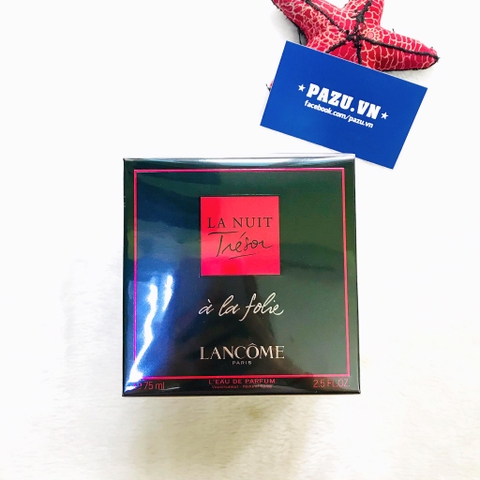 ★ PAZU.VN ★
facebook.com/pazu.vn
LA NUIT
Trésor
à la folie
LANCÔME
PARIS
e 75 ml L'EAU DE PARFUM 2.5 FL.OZ